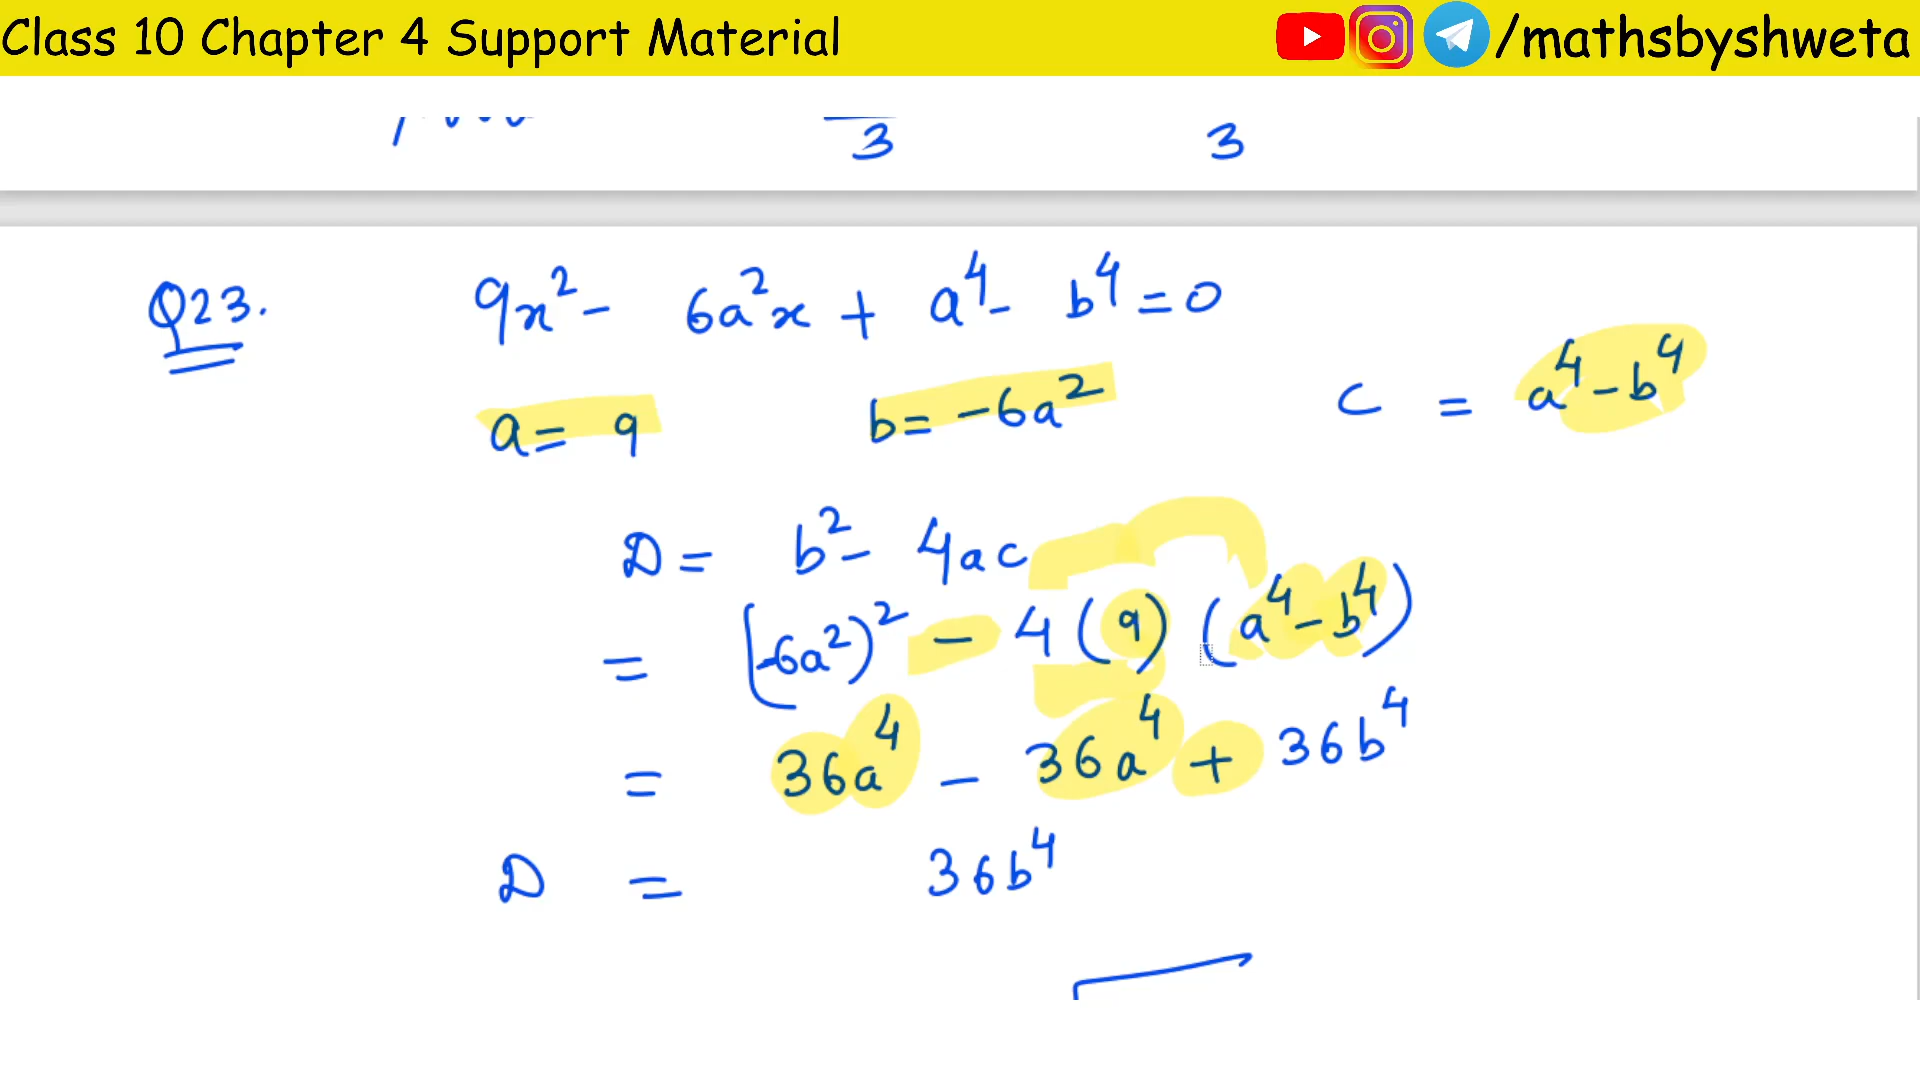 Class 10 Chapter 4 Support Material
/mathsbyshweta
3 3
Q23. 9x² - 6a²x + a⁴ - b⁴ = 0
a = 9 b = -6a² c = a⁴ - b⁴
D = b² - 4ac
= (-6a²)² - 4 (9) (a⁴ - b⁴)
= 36a⁴ - 36a⁴ + 36b⁴
D = 36b⁴